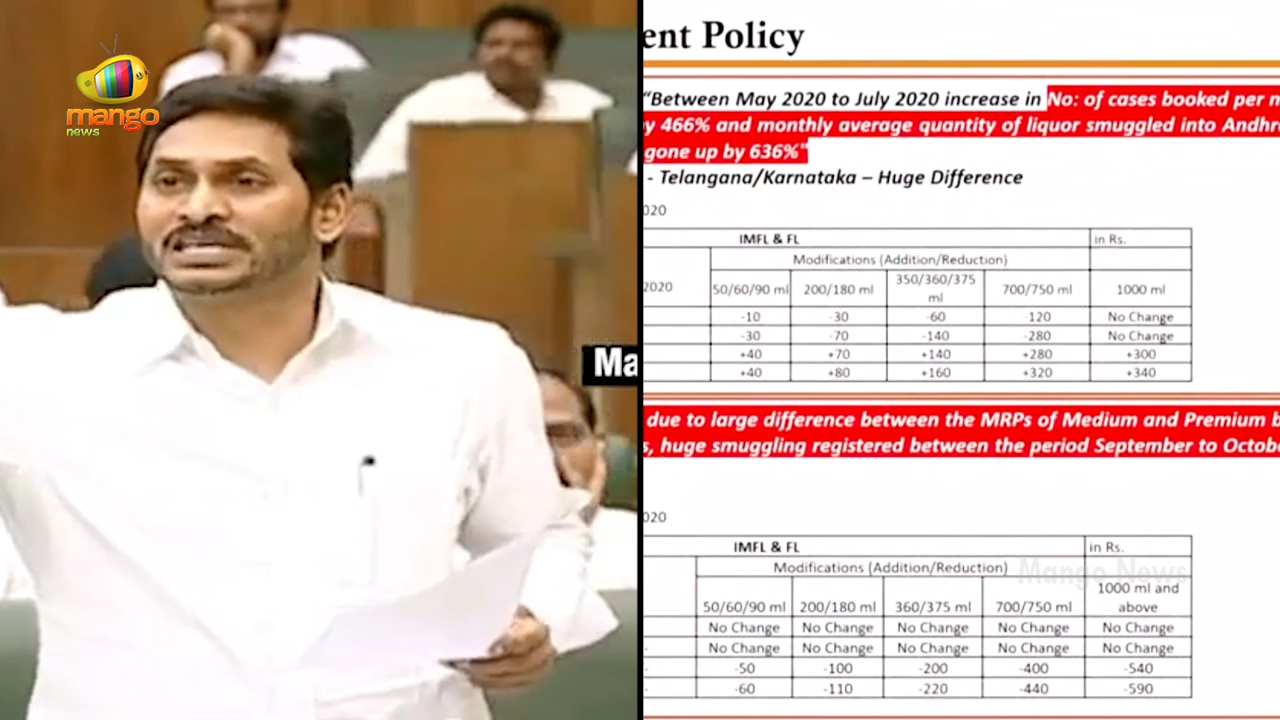 mango
news
Ma
ent Policy
"Between May 2020 to July 2020 increase in No: of cases booked per m
y 466% and monthly average quantity of liquor smuggled into Andhr
gone up by 636%"
- Telangana/Karnataka – Huge Difference
020
IMFL & FL in Rs.
Modifications (Addition/Reduction)
2020 50/60/90 ml 200/180 ml 350/360/375 ml 700/750 ml 1000 ml
-10 -30 -60 -120 No Change
-30 -70 -140 -280 No Change
+40 +70 +140 +280 +300
+40 +80 +160 +320 +340
due to large difference between the MRPs of Medium and Premium b
s, huge smuggling registered between the period September to Octobe
020
IMFL & FL in Rs.
Modifications (Addition/Reduction)
Mango News
50/60/90 ml 200/180 ml 360/375 ml 700/750 ml 1000 ml and above
No Change No Change No Change No Change No Change
No Change No Change No Change No Change No Change
-50 -100 -200 -400 -540
-60 -110 -220 -440 -590